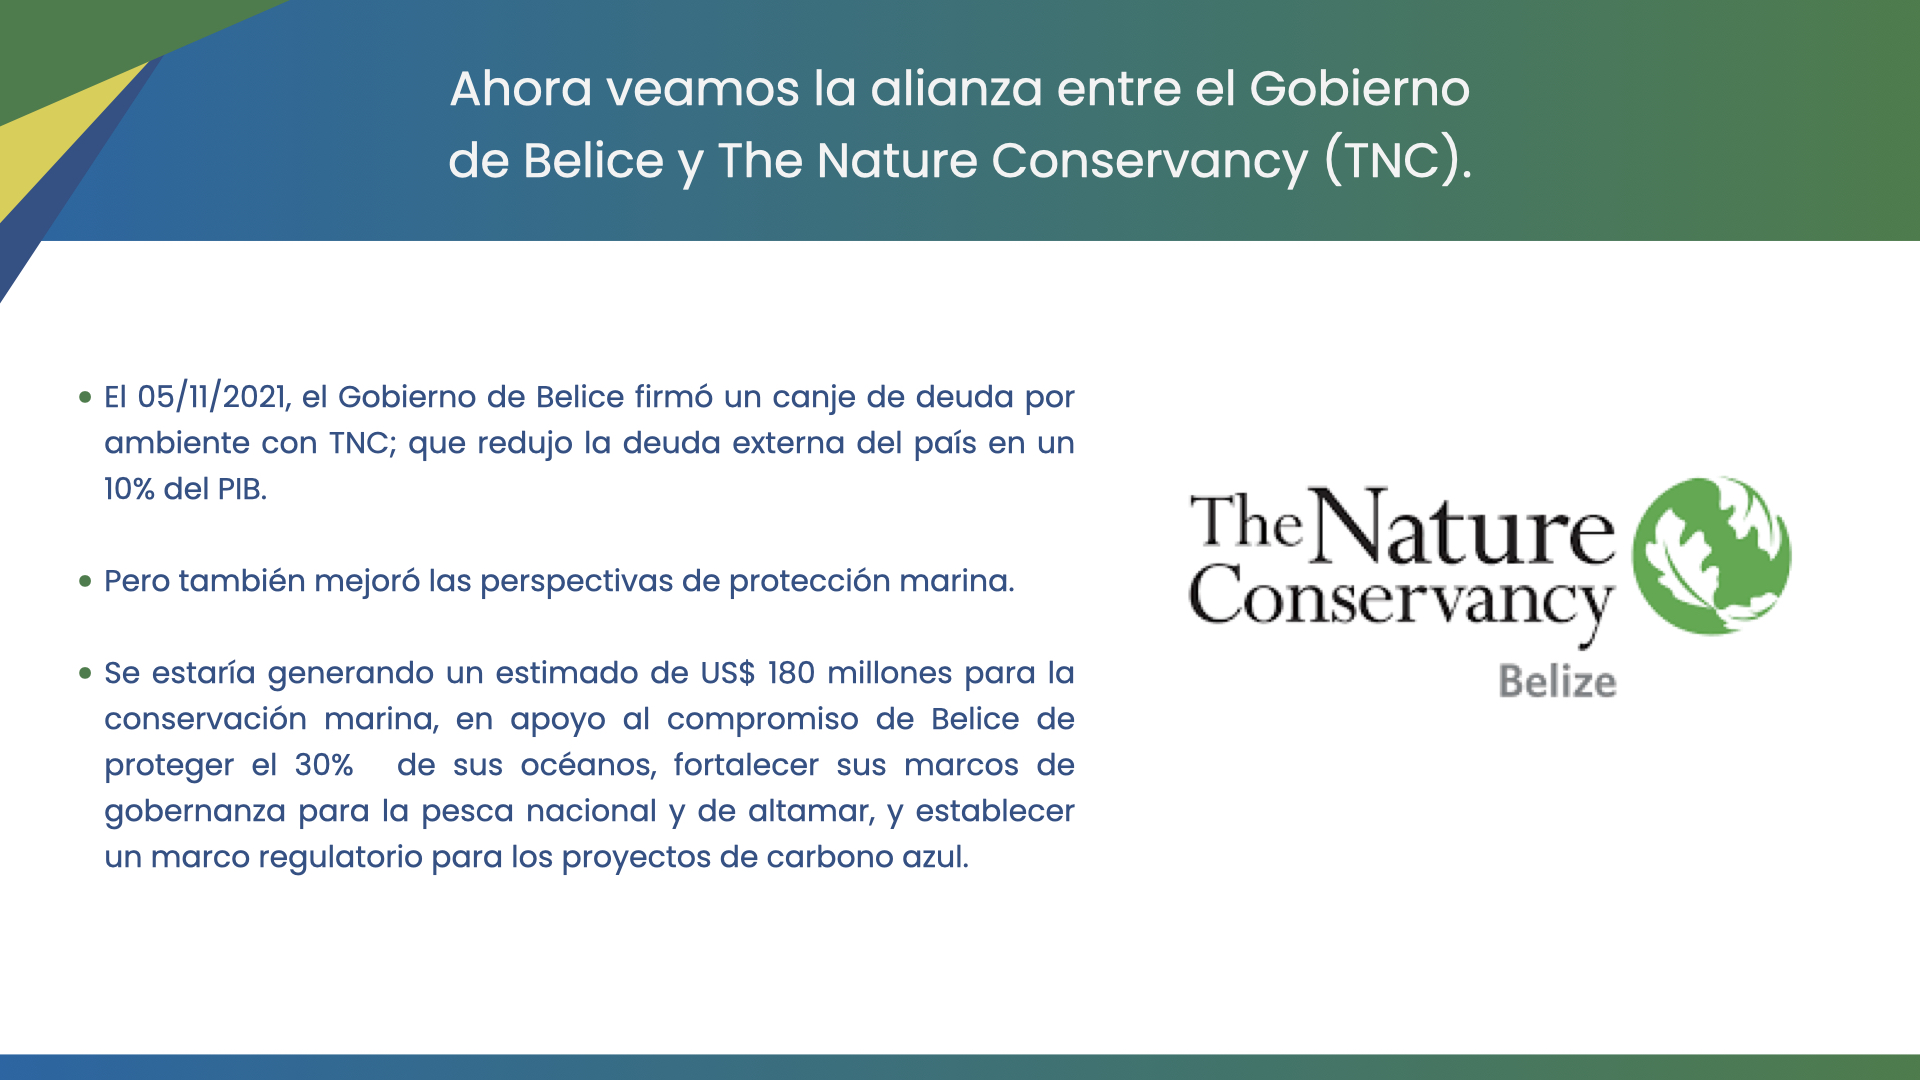 Ahora veamos la alianza entre el Gobierno
de Belice y The Nature Conservancy (TNC).
• El 05/11/2021, el Gobierno de Belice firmó un canje de deuda por
ambiente con TNC; que redujo la deuda externa del país en un
10% del PIB.
• Pero también mejoró las perspectivas de protección marina.
• Se estaría generando un estimado de US$ 180 millones para la
conservación marina, en apoyo al compromiso de Belice de
proteger el 30% de sus océanos, fortalecer sus marcos de
gobernanza para la pesca nacional y de altamar, y establecer
un marco regulatorio para los proyectos de carbono azul.
The Nature
Conservancy
Belize